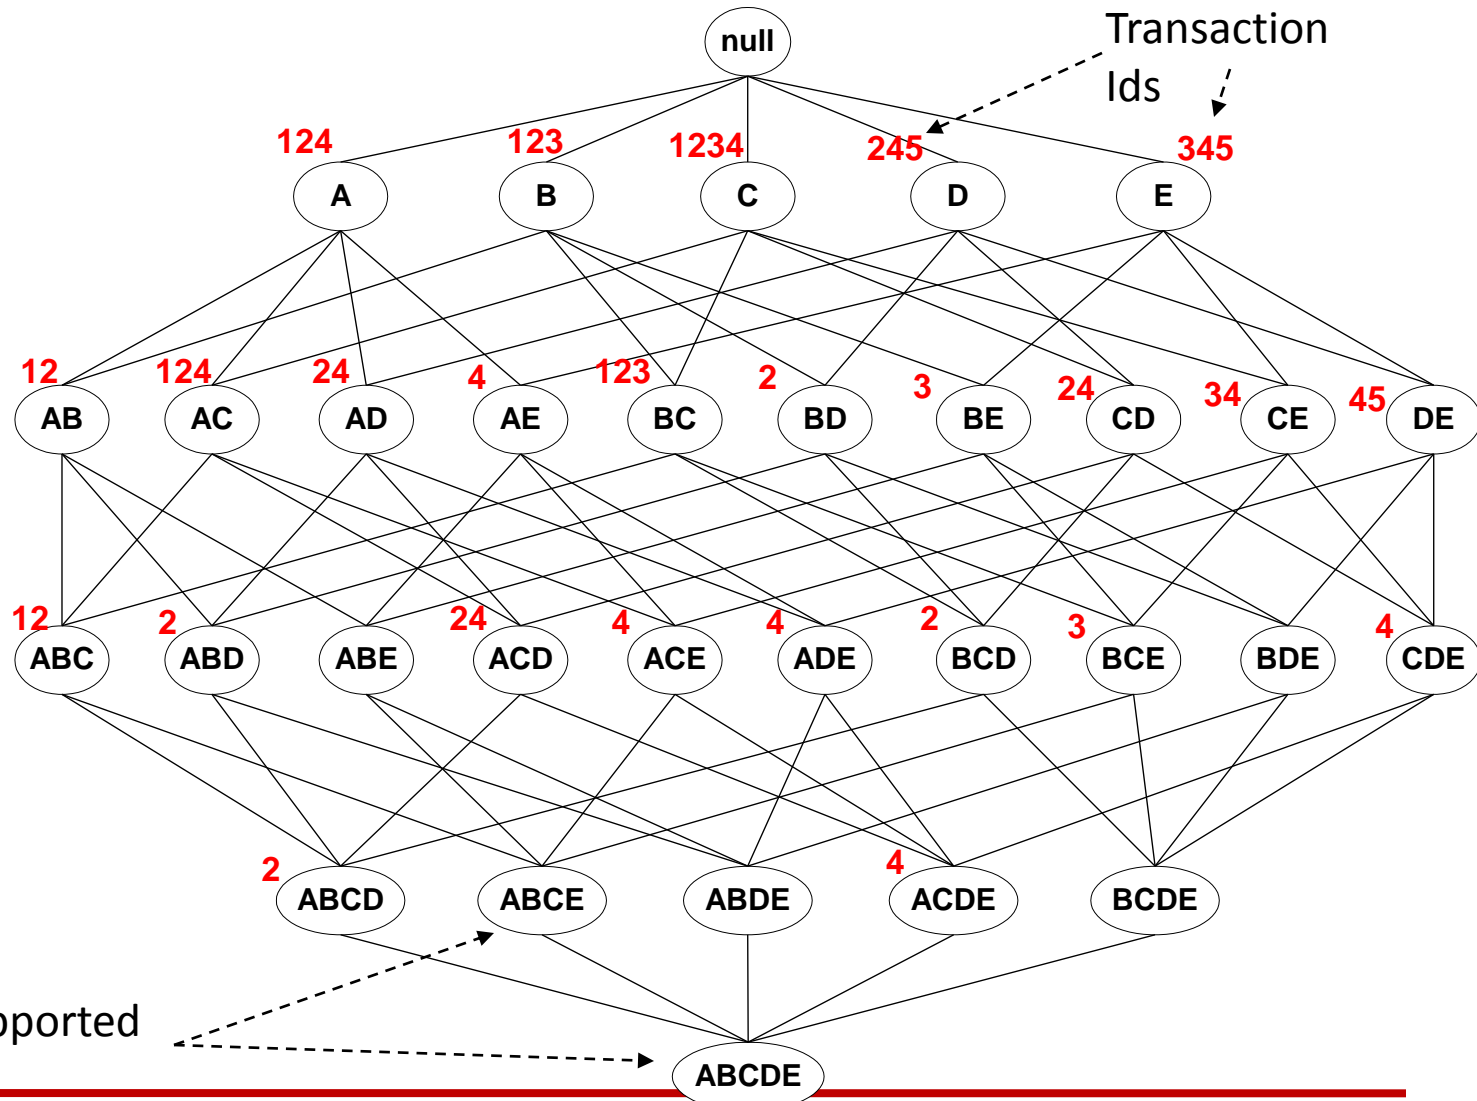 null
Transaction
Ids
124 123 1234 245 345
A B C D E
12 124 24 4 123 2 3 24 34 45
AB AC AD AE BC BD BE CD CE DE
12 2 24 4 4 2 3 4
ABC ABD ABE ACD ACE ADE BCD BCE BDE CDE
2 4
ABCD ABCE ABDE ACDE BCDE
pported
ABCDE